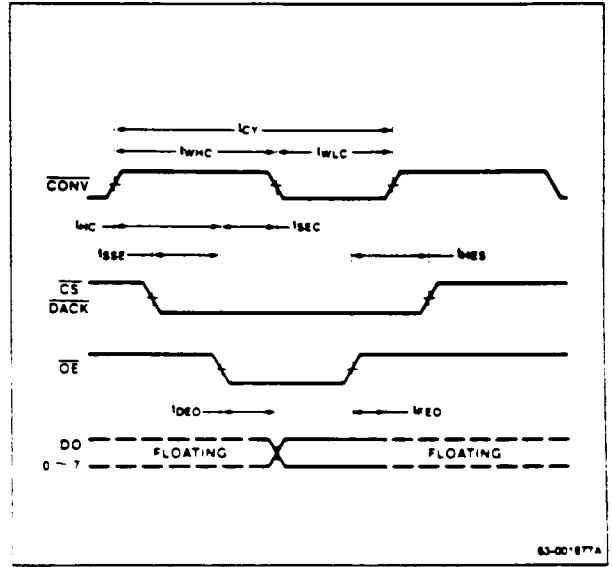 tCY
tWHC tWLC
CONV
tHC tSEC
tSSE tHES
CS
DACK
OE
tDEO tFEO
DO
0 ~ 7
FLOATING FLOATING
63-001877A